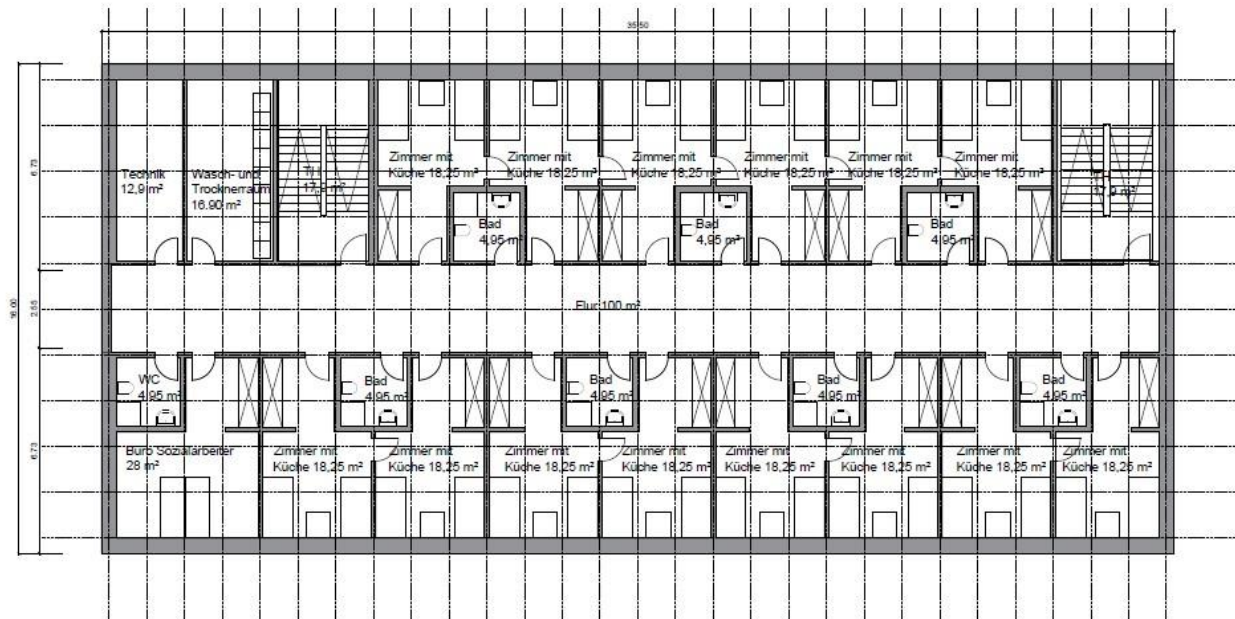 35.50
16.00
6.73
2.55
6.73
Technik
12,9 m²
Wasch- und
Trocknerraum
16.90 m²
17,9 m²
Zimmer mit
Küche 18,25 m²
Zimmer mit
Küche 18,25 m²
Zimmer mit
Küche 18,25 m²
Zimmer mit
Küche 18,25 m²
Zimmer mit
Küche 18,25 m²
Zimmer mit
Küche 18,25 m²
17,9 m²
Bad
4,95 m²
Bad
4,95 m²
Bad
4,95 m²
Flur 100 m²
WC
4,95 m²
Bad
4,95 m²
Bad
4,95 m²
Bad
4,95 m²
Bad
4,95 m²
Büro Sozialarbeiter
28 m²
Zimmer mit
Küche 18,25 m²
Zimmer mit
Küche 18,25 m²
Zimmer mit
Küche 18,25 m²
Zimmer mit
Küche 18,25 m²
Zimmer mit
Küche 18,25 m²
Zimmer mit
Küche 18,25 m²
Zimmer mit
Küche 18,25 m²
Zimmer mit
Küche 18,25 m²